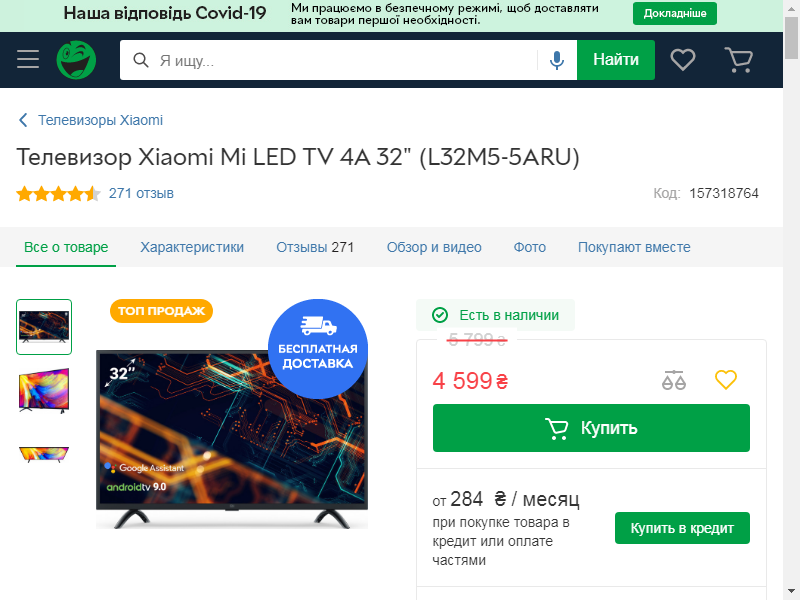 Наша відповідь Covid-19
Ми працюємо в безпечному режимі, щоб доставляти
вам товари першої необхідності.
Докладніше
Я ищу...
Найти
Телевизоры Xiaomi
Телевизор Xiaomi Mi LED TV 4A 32" (L32M5-5ARU)
271 отзыв
Код: 157318764
Все о товаре
Характеристики
Отзывы 271
Обзор и видео
Фото
Покупают вместе
ТОП ПРОДАЖ
БЕСПЛАТНАЯ
ДОСТАВКА
32”
Google Assistant
androidtv 9.0
Есть в наличии
5 799 ₴
4 599 ₴
Купить
от 284 ₴ / месяц
при покупке товара в
кредит или оплате
частями
Купить в кредит